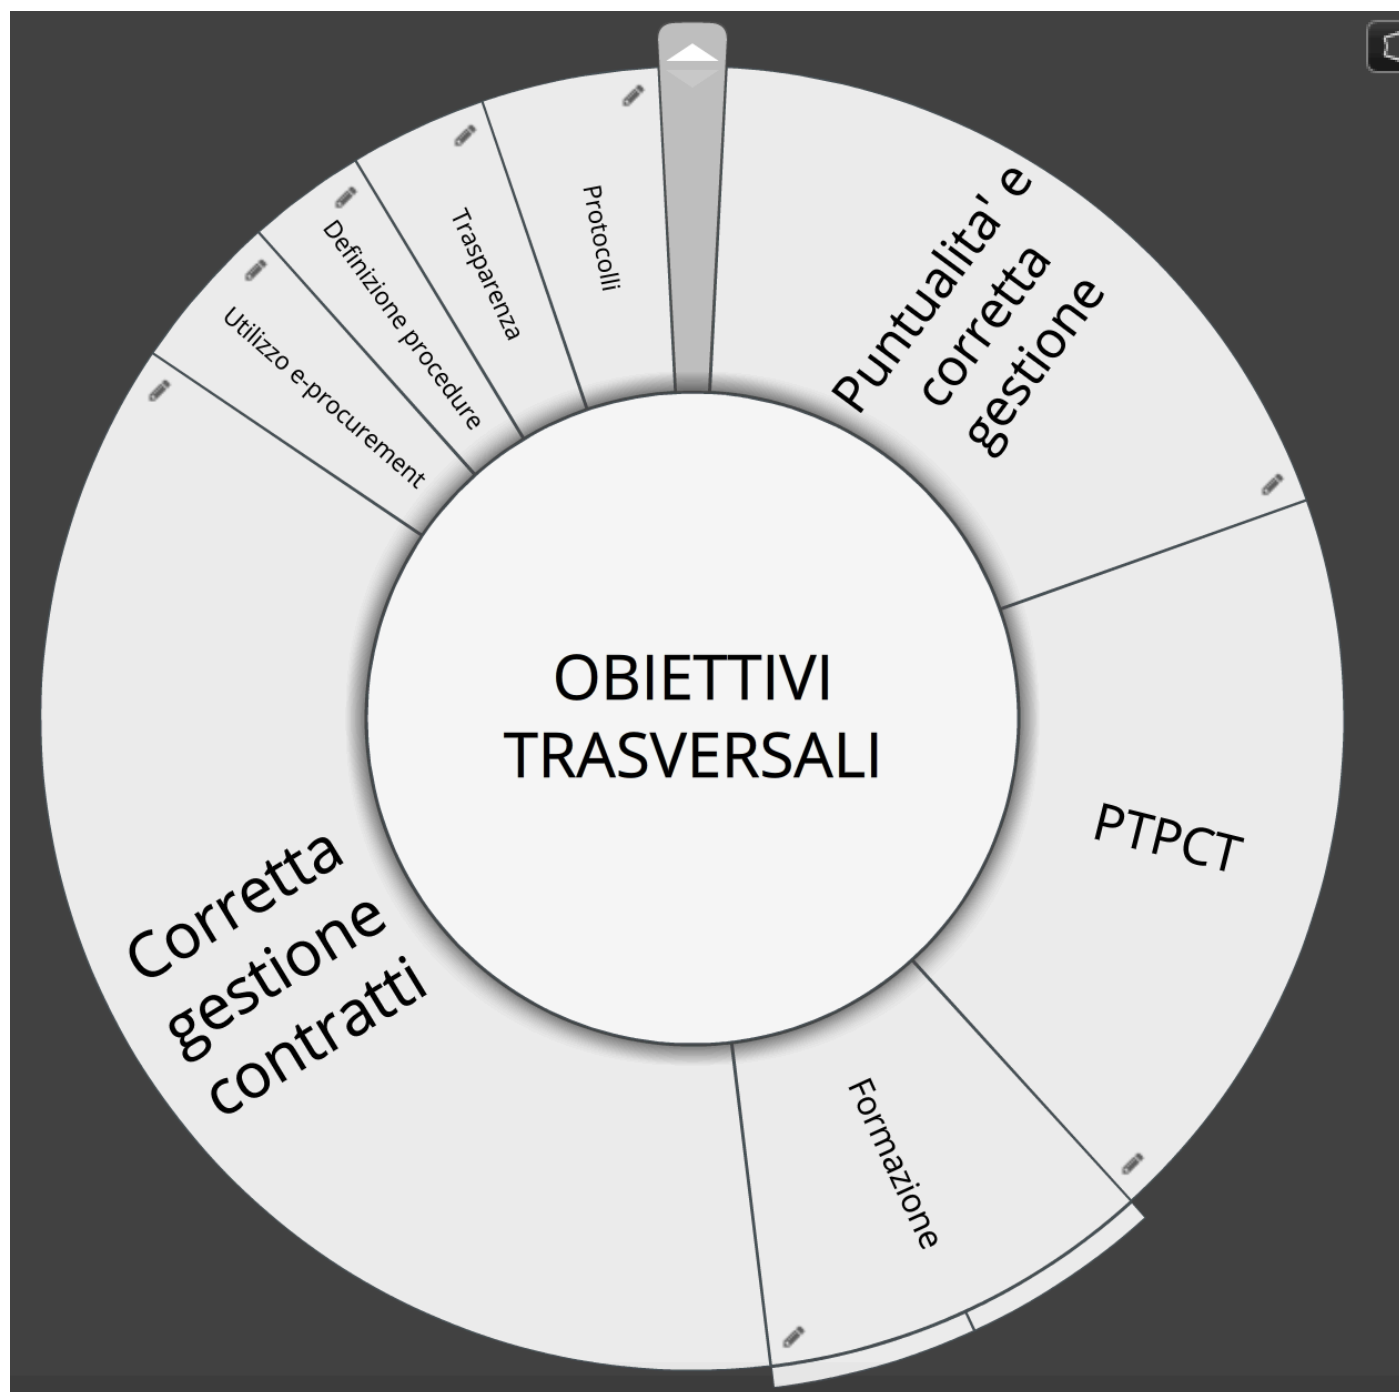 OBIETTIVI
TRASVERSALI
Puntualita' e
corretta
gestione
PTPCT
Formazione
Corretta
gestione
contratti
Utilizzo e-procurement
Definizione procedure
Trasparenza
Protocolli